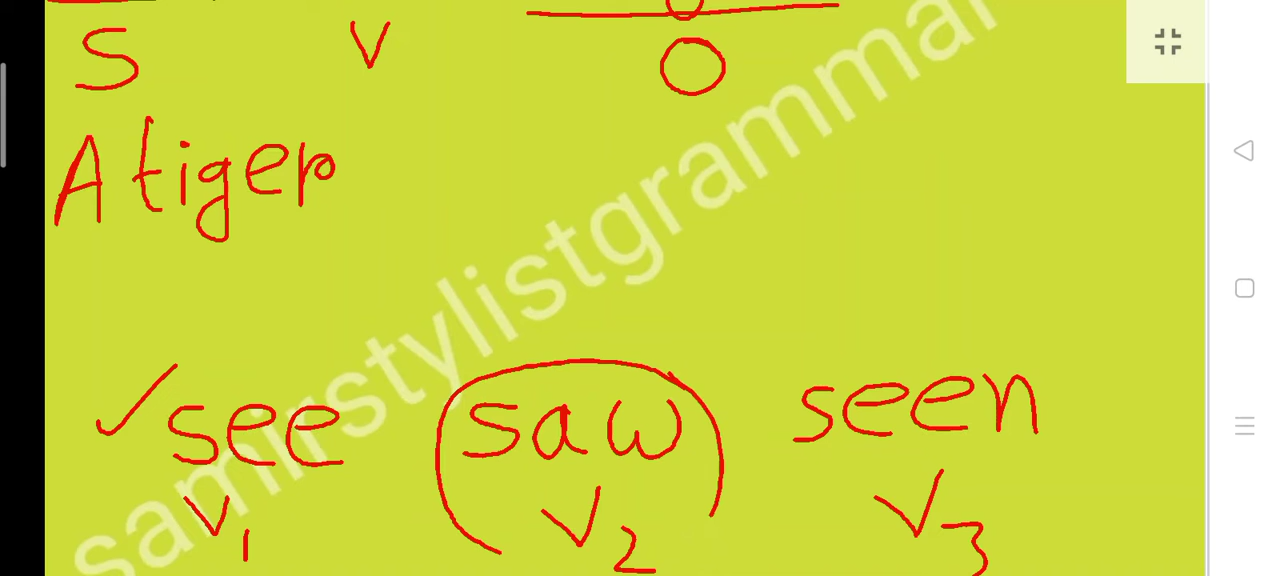 S V O
A tiger
see saw seen
V1 V2 V3
samirstylistgrammar